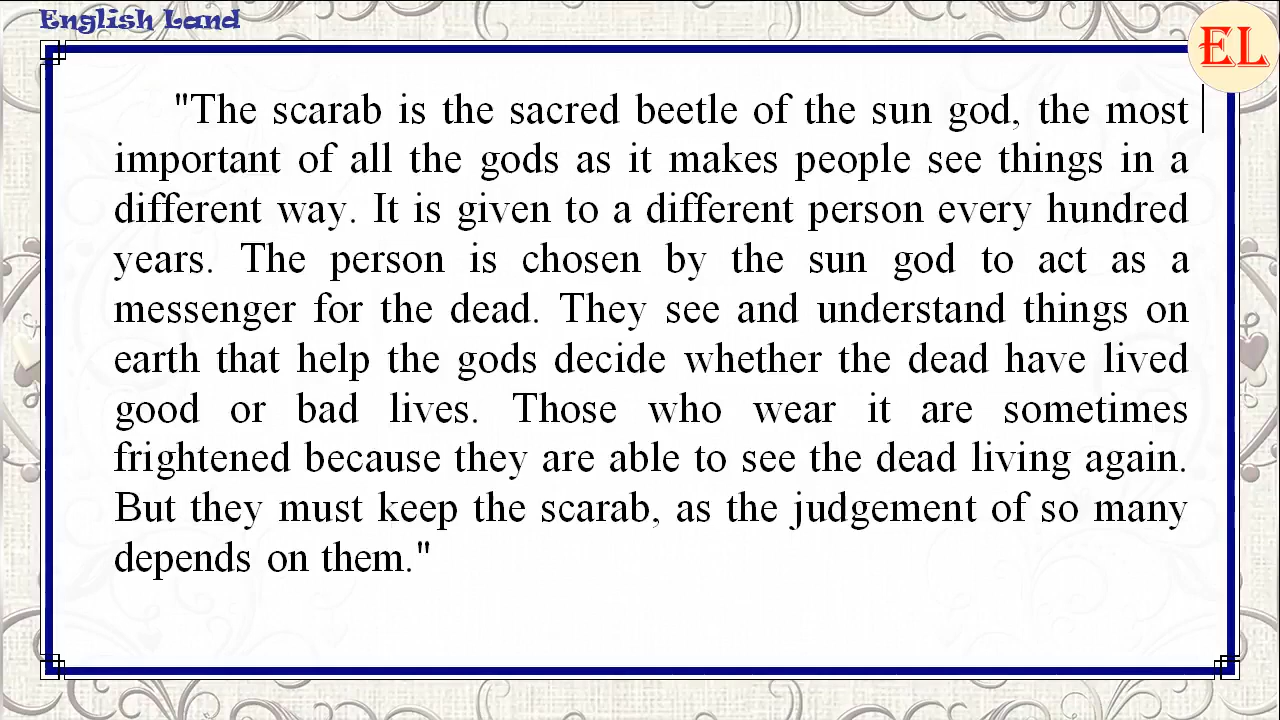 English Land
EL
"The scarab is the sacred beetle of the sun god, the most
important of all the gods as it makes people see things in a
different way. It is given to a different person every hundred
years. The person is chosen by the sun god to act as a
messenger for the dead. They see and understand things on
earth that help the gods decide whether the dead have lived
good or bad lives. Those who wear it are sometimes
frightened because they are able to see the dead living again.
But they must keep the scarab, as the judgement of so many
depends on them."